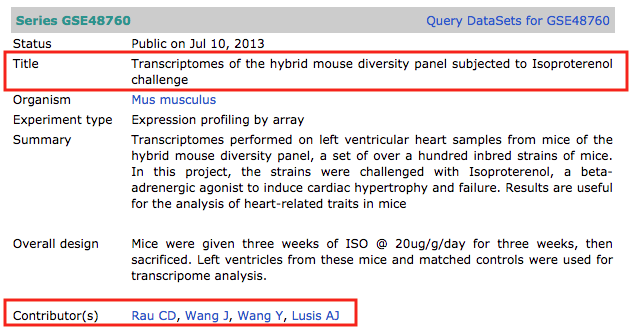 Series GSE48760 Query DataSets for GSE48760
Status Public on Jul 10, 2013
Title Transcriptomes of the hybrid mouse diversity panel subjected to Isoproterenol
challenge
Organism Mus musculus
Experiment type Expression profiling by array
Summary Transcriptomes performed on left ventricular heart samples from mice of the
hybrid mouse diversity panel, a set of over a hundred inbred strains of mice.
In this project, the strains were challenged with Isoproterenol, a beta-
adrenergic agonist to induce cardiac hypertrophy and failure. Results are useful
for the analysis of heart-related traits in mice
Overall design Mice were given three weeks of ISO @ 20ug/g/day for three weeks, then
sacrificed. Left ventricles from these mice and matched controls were used for
transcripome analysis.
Contributor(s) Rau CD, Wang J, Wang Y, Lusis AJ